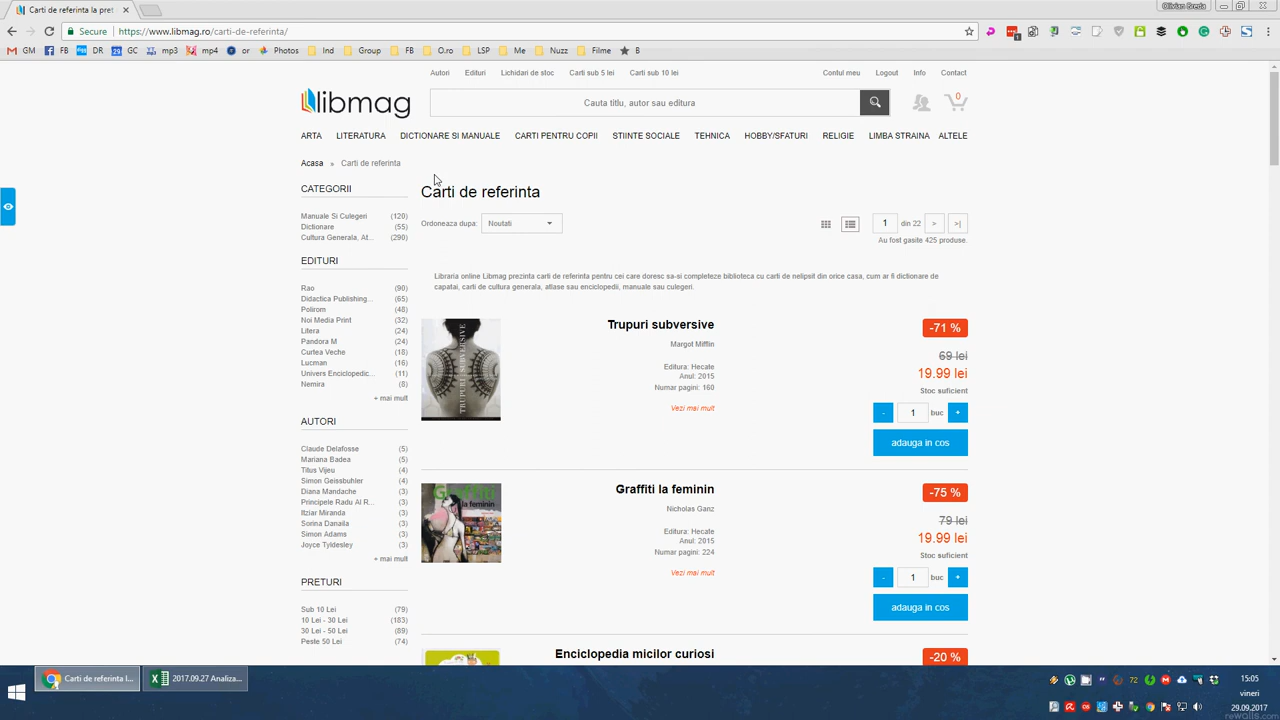 Carti de referinta la pret
Olivian Breda
Secure
https://www.libmag.ro/carti-de-referinta/
GM
FB
DR
GC
mp3
mp4
or
Photos
Ind
Group
FB
O.ro
LSP
Me
Nuzz
Filme
B
Autori
Edituri
Lichidari de stoc
Carti sub 5 lei
Carti sub 10 lei
Contul meu
Logout
Info
Contact
libmag
Cauta titlu, autor sau editura
0
ARTA
LITERATURA
DICTIONARE SI MANUALE
CARTI PENTRU COPII
STIINTE SOCIALE
TEHNICA
HOBBY/SFATURI
RELIGIE
LIMBA STRAINA
ALTELE
Acasa » Carti de referinta
CATEGORII
Manuale Si Culegeri (120)
Dictionare (55)
Cultura Generala, At... (290)
EDITURI
Rao (90)
Didactica Publishing... (65)
Polirom (48)
Noi Media Print (32)
Litera (24)
Pandora M (24)
Curtea Veche (18)
Lucman (16)
Univers Enciclopedic... (11)
Nemira (8)
+ mai mult
AUTORI
Claude Delafosse (5)
Mariana Badea (5)
Titus Vijeu (4)
Simon Geissbuhler (4)
Diana Mandache (3)
Principele Radu Al R... (3)
Itziar Miranda (3)
Sorina Danaila (3)
Simon Adams (3)
Joyce Tyldesley (3)
+ mai mult
PRETURI
Sub 10 Lei (79)
10 Lei - 30 Lei (183)
30 Lei - 50 Lei (89)
Peste 50 Lei (74)
Carti de referinta
Ordoneaza dupa: Noutati
1 din 22 > >|
Au fost gasite 425 produse.
Libraria online Libmag prezinta carti de referinta pentru cei care doresc sa-si completeze biblioteca cu carti de nelipsit din orice casa, cum ar fi dictionare de
capatai, carti de cultura generala, atlase sau enciclopedii, manuale sau culegeri.
TRUPURI SUBVERSIVE
Trupuri subversive
Margot Mifflin
Editura: Hecate
Anul: 2015
Numar pagini: 160
Vezi mai mult
-71 %
69 lei
19.99 lei
Stoc suficient
- 1 buc +
adauga in cos
Graffiti
la feminin
Graffiti la feminin
Nicholas Ganz
Editura: Hecate
Anul: 2015
Numar pagini: 224
Vezi mai mult
-75 %
79 lei
19.99 lei
Stoc suficient
- 1 buc +
adauga in cos
Enciclopedia micilor curiosi
-20 %
Carti de referinta l...
2017.09.27 Analiza...
72
15:05
vineri
29.09.2017
rewalls.com